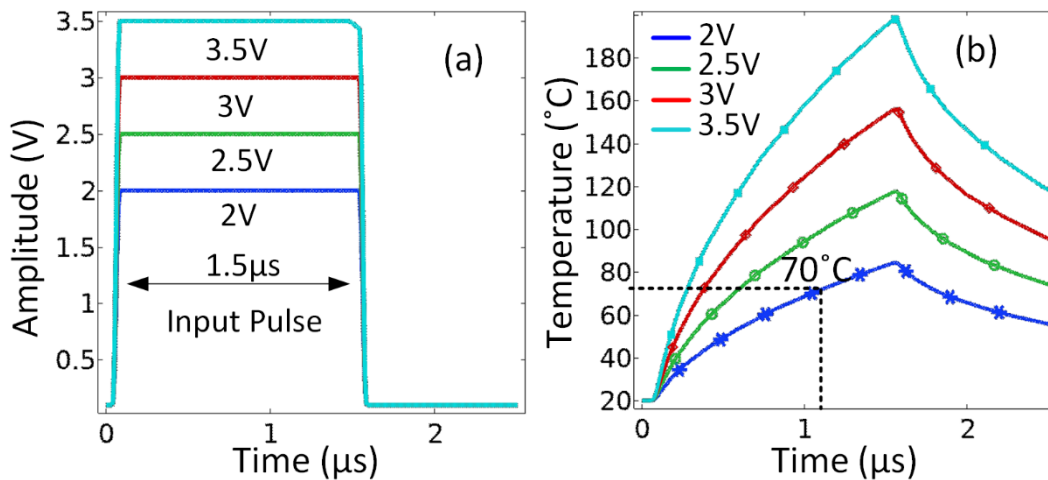 (a)
3.5
3
2.5
2
1.5
1
0.5
3.5V
3V
2.5V
2V
1.5μs
Input Pulse
Amplitude (V)
0
1
2
Time (μs)
(b)
2V
2.5V
3V
3.5V
180
160
140
120
100
80
60
40
20
70˚C
Temperature (˚C)
0
1
2
Time (μs)